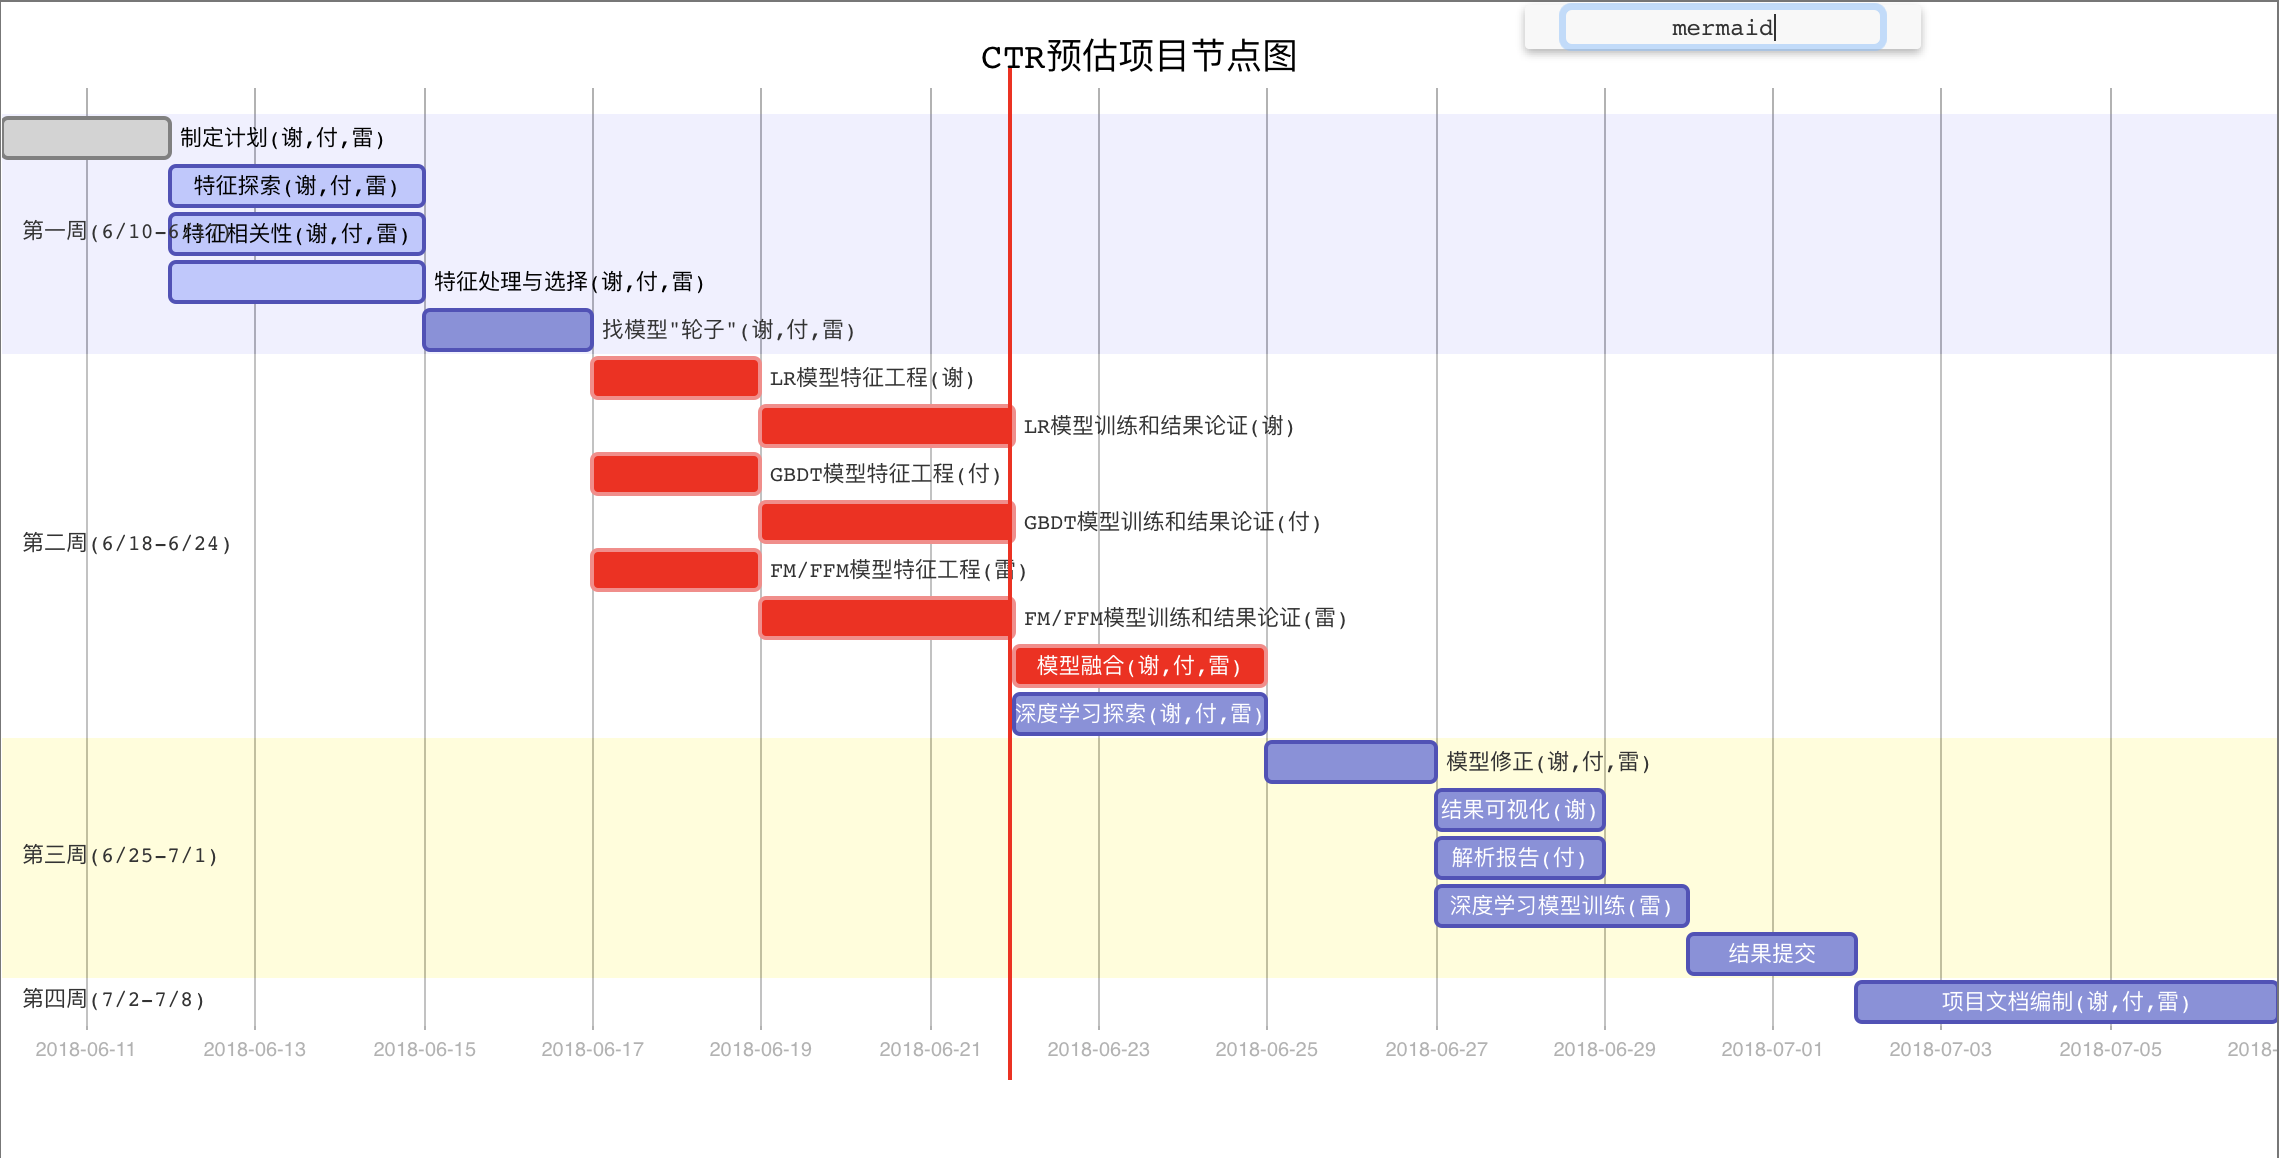 mermaid
CTR预估项目节点图
制定计划(谢,付,雷)
特征探索(谢,付,雷)
第一周(6/10-6
特征相关性(谢,付,雷)
特征处理与选择(谢,付,雷)
找模型"轮子"(谢,付,雷)
LR模型特征工程(谢)
LR模型训练和结果论证(谢)
GBDT模型特征工程(付)
GBDT模型训练和结果论证(付)
第二周(6/18-6/24)
FM/FFM模型特征工程(雷)
FM/FFM模型训练和结果论证(雷)
模型融合(谢,付,雷)
深度学习探索(谢,付,雷)
模型修正(谢,付,雷)
结果可视化(谢)
第三周(6/25-7/1)
解析报告(付)
深度学习模型训练(雷)
结果提交
第四周(7/2-7/8)
项目文档编制(谢,付,雷)
2018-06-11 2018-06-13 2018-06-15 2018-06-17 2018-06-19 2018-06-21 2018-06-23 2018-06-25 2018-06-27 2018-06-29 2018-07-01 2018-07-03 2018-07-05 2018-